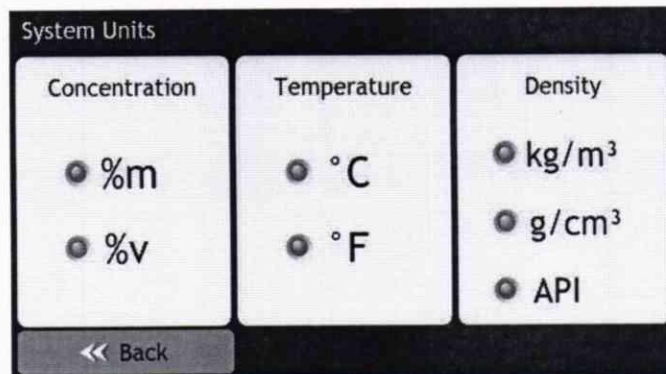 System Units
Concentration
%m
%v
Temperature
°C
°F
Density
kg/m³
g/cm³
API
Back